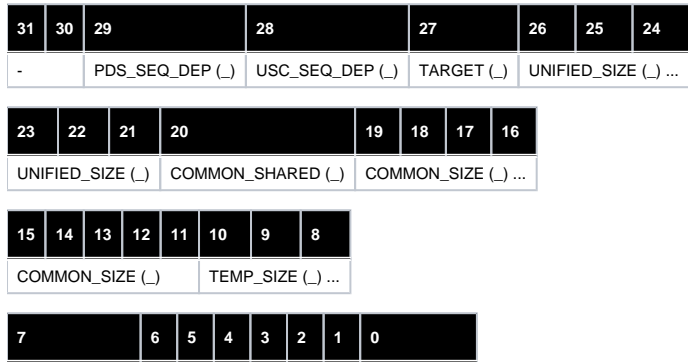 31 30 29 28 27 26 25 24
- PDS_SEQ_DEP (_) USC_SEQ_DEP (_) TARGET (_) UNIFIED_SIZE (_) ...
23 22 21 20 19 18 17 16
UNIFIED_SIZE (_) COMMON_SHARED (_) COMMON_SIZE (_) ...
15 14 13 12 11 10 9 8
COMMON_SIZE (_) TEMP_SIZE (_) ...
7 6 5 4 3 2 1 0